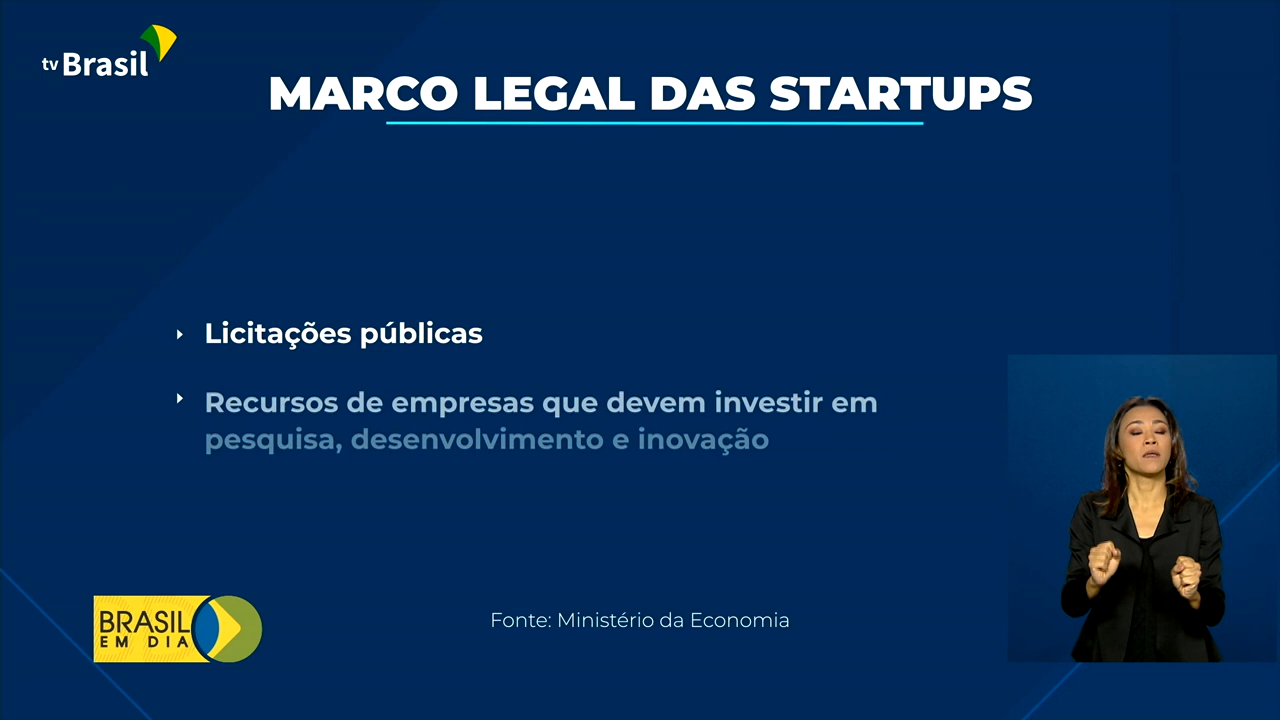 tv Brasil
MARCO LEGAL DAS STARTUPS
Licitações públicas
Recursos de empresas que devem investir em
pesquisa, desenvolvimento e inovação
BRASIL
EM DIA
Fonte: Ministério da Economia